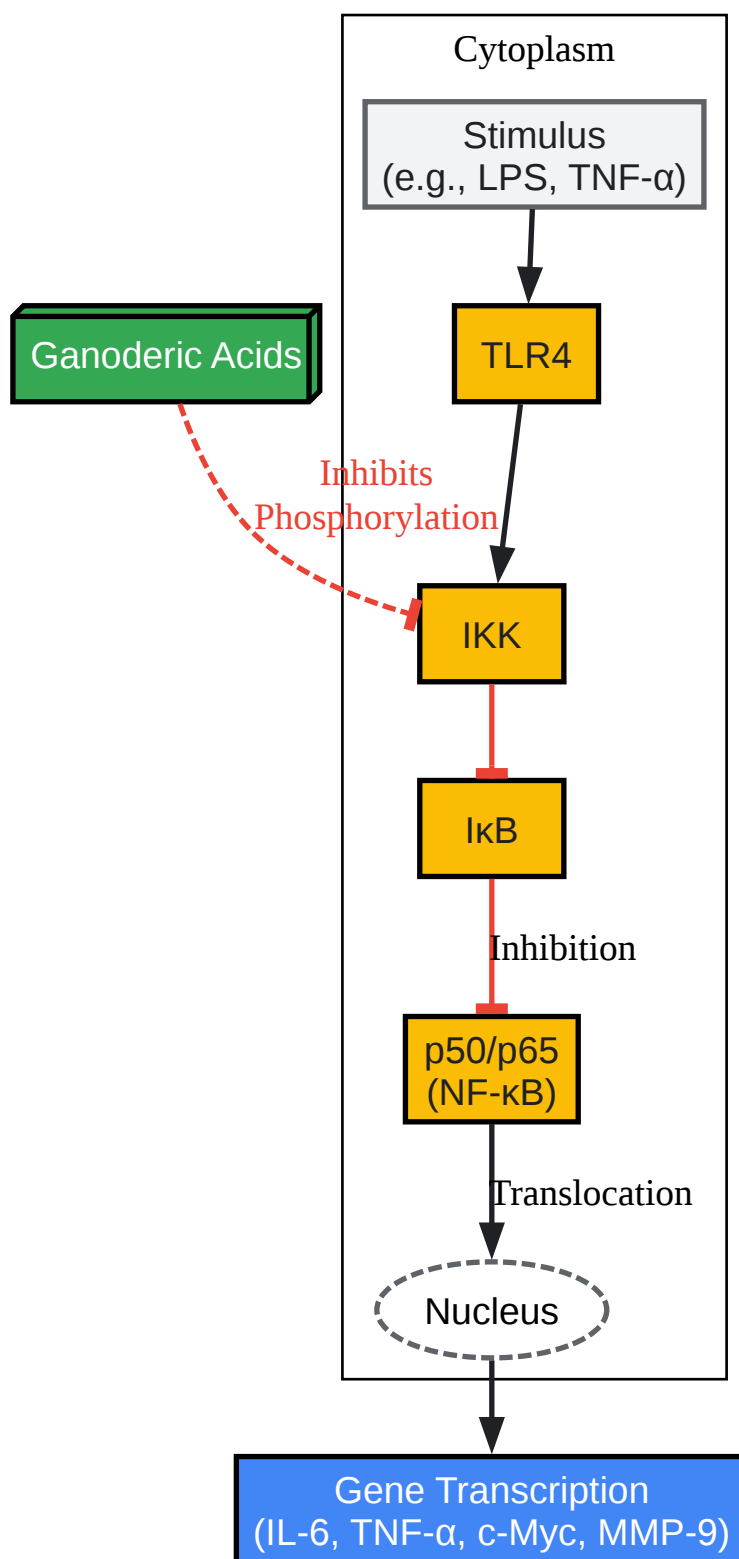 Cytoplasm
Stimulus
(e.g., LPS, TNF-α)
Ganoderic Acids
TLR4
Inhibits
Phosphorylation
IKK
IκB
Inhibition
p50/p65
(NF-κB)
Translocation
Nucleus
Gene Transcription
(IL-6, TNF-α, c-Myc, MMP-9)